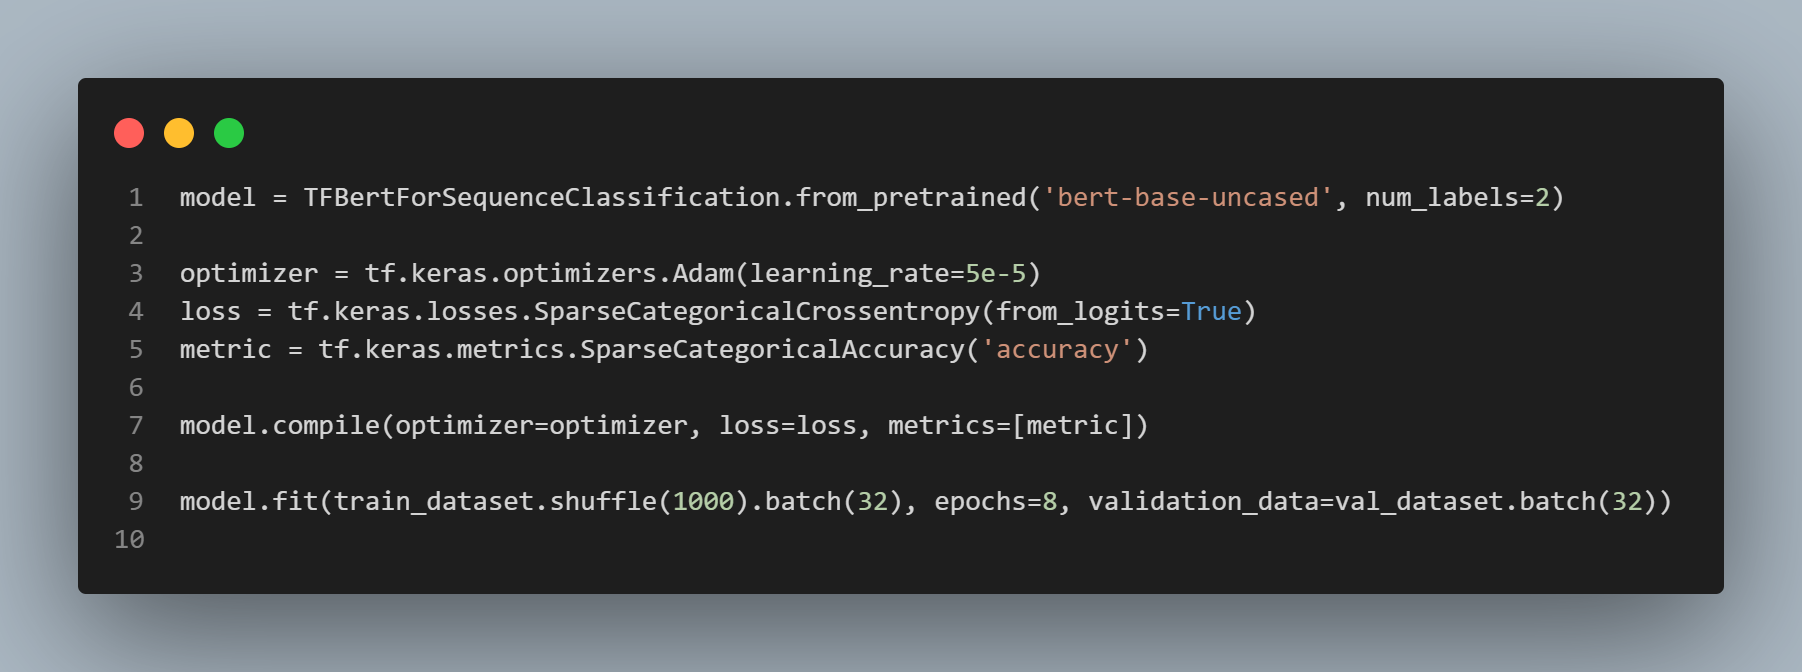 1 model = TFBertForSequenceClassification.from_pretrained('bert-base-uncased', num_labels=2)
2
3 optimizer = tf.keras.optimizers.Adam(learning_rate=5e-5)
4 loss = tf.keras.losses.SparseCategoricalCrossentropy(from_logits=True)
5 metric = tf.keras.metrics.SparseCategoricalAccuracy('accuracy')
6
7 model.compile(optimizer=optimizer, loss=loss, metrics=[metric])
8
9 model.fit(train_dataset.shuffle(1000).batch(32), epochs=8, validation_data=val_dataset.batch(32))
10